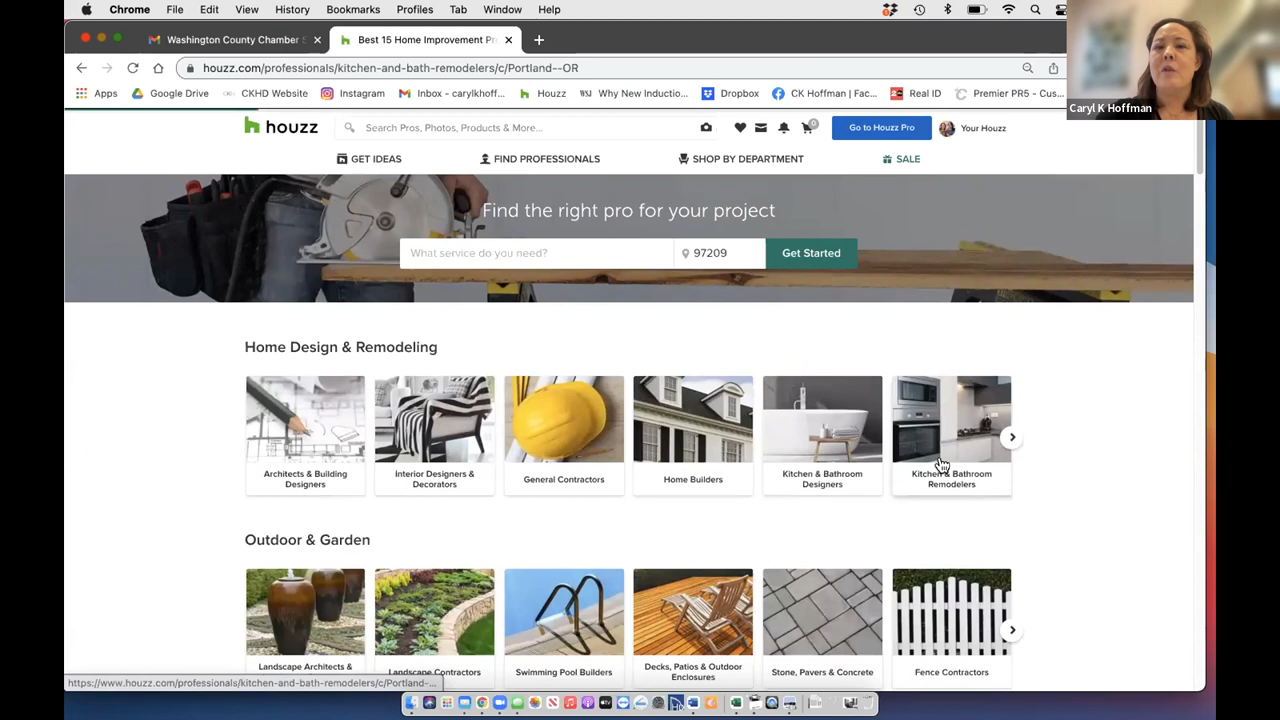 Chrome File Edit View History Bookmarks Profiles Tab Window Help
Washington County Chamber
Best 15 Home Improvement Pr
houzz.com/professionals/kitchen-and-bath-remodelers/c/Portland--OR
Apps Google Drive CKHD Website Instagram Inbox - carylkhoff... Houzz WSJ Why New Inductio... Dropbox CK Hoffman | Fac... Real ID Premier PR5 - Cus...
Caryl K Hoffman
houzz
Search Pros, Photos, Products & More...
0
Go to Houzz Pro
Your Houzz
GET IDEAS FIND PROFESSIONALS SHOP BY DEPARTMENT SALE
Find the right pro for your project
What service do you need? 97209 Get Started
Home Design & Remodeling
Architects & Building
Designers
Interior Designers &
Decorators
General Contractors
Home Builders
Kitchen & Bathroom
Designers
Kitchen & Bathroom
Remodelers
Outdoor & Garden
Landscape Architects &
Landscape Contractors
Swimming Pool Builders
Decks, Patios & Outdoor
Enclosures
Stone, Pavers & Concrete
Fence Contractors
https://www.houzz.com/professionals/kitchen-and-bath-remodelers/c/Portland-...